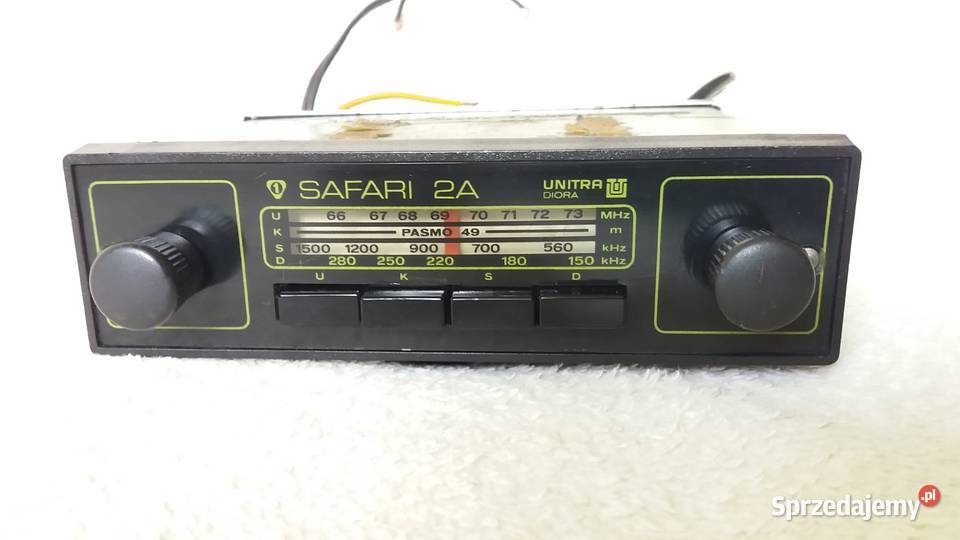 1 SAFARI 2A UNITRA
DIORA
U 66 67 68 69 70 71 72 73 MHz
K PASMO 49 m
S 1500 1200 900 700 560 kHz
D 280 250 220 180 150 kHz
U K S D
Sprzedajemy .pl